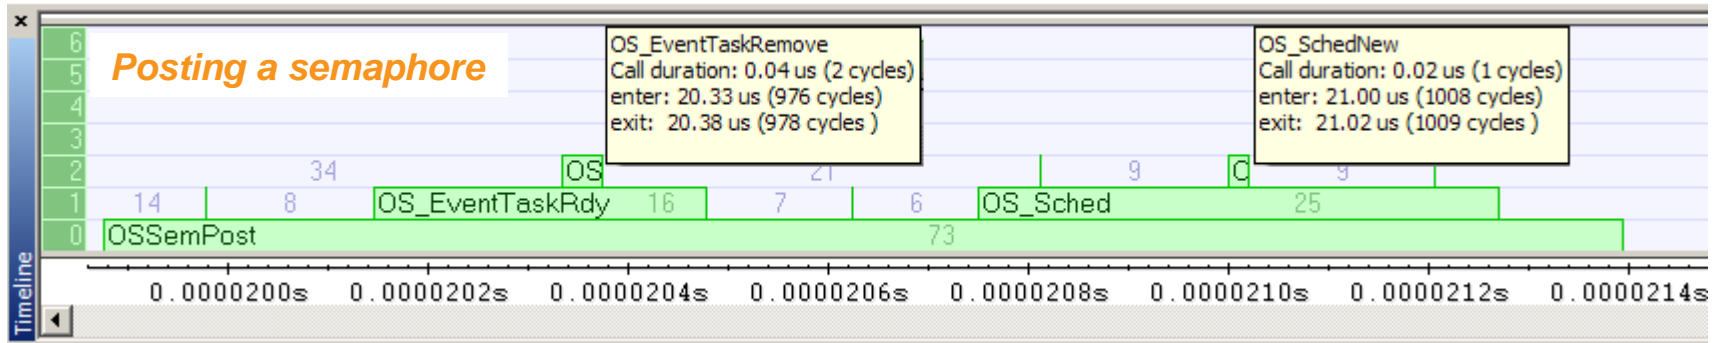 Posting a semaphore
OS_EventTaskRemove
Call duration: 0.04 us (2 cycles)
enter: 20.33 us (976 cycles)
exit: 20.38 us (978 cycles )
OS_SchedNew
Call duration: 0.02 us (1 cycles)
enter: 21.00 us (1008 cycles)
exit: 21.02 us (1009 cycles )
6
5
4
3
2 34 OS 21 9 9
1 14 8 OS_EventTaskRdy 16 7 6 OS_Sched 25
0 OSSemPost 73
0.0000200s 0.0000202s 0.0000204s 0.0000206s 0.0000208s 0.0000210s 0.0000212s 0.0000214s
Timeline